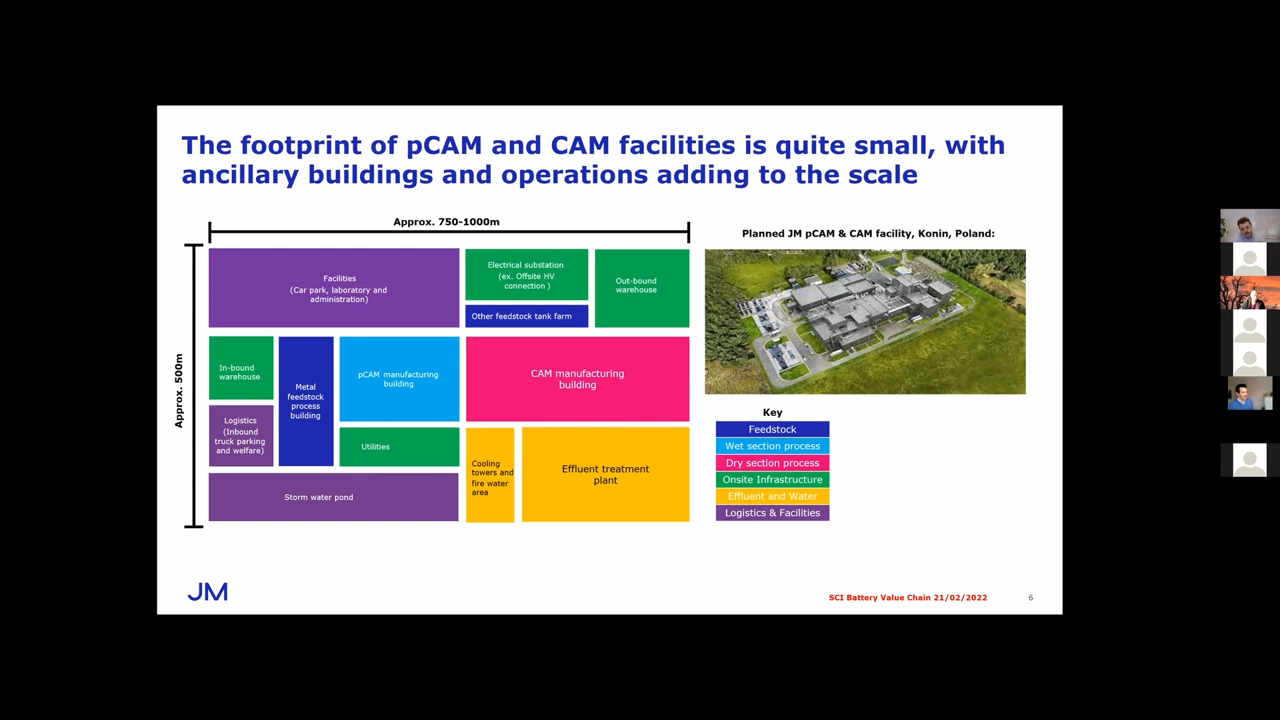 The footprint of pCAM and CAM facilities is quite small, with
ancillary buildings and operations adding to the scale
Approx. 750-1000m
Approx. 500m
Facilities
(Car park, laboratory and
administration)
Electrical substation
(ex. Offsite HV
connection )
Other feedstock tank farm
Out-bound
warehouse
In-bound
warehouse
Logistics
(Inbound
truck parking
and welfare)
Metal
feedstock
process
building
pCAM manufacturing
building
Utilities
CAM manufacturing
building
Cooling
towers and
fire water
area
Effluent treatment
plant
Storm water pond
Planned JM pCAM & CAM facility, Konin, Poland:
Key
Feedstock
Wet section process
Dry section process
Onsite Infrastructure
Effluent and Water
Logistics & Facilities
JM
SCI Battery Value Chain 21/02/2022
6